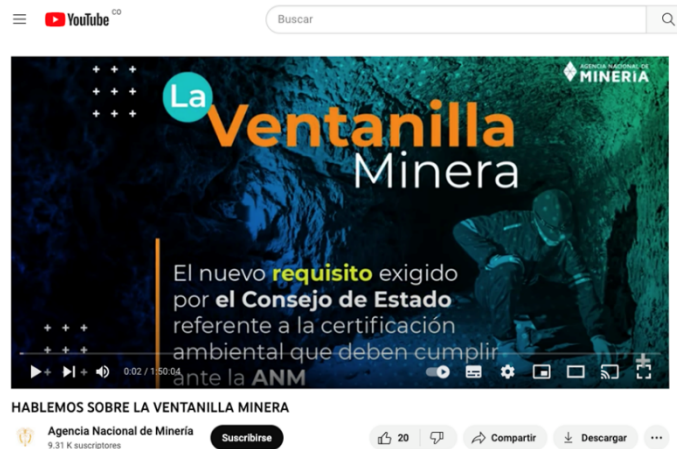 YouTube CO
Buscar
AGENCIA NACIONAL DE
MINERÍA
La
Ventanilla
Minera
El nuevo requisito exigido
por el Consejo de Estado
referente a la certificación
ambiental que deben cumplir
ante la ANM
0:02 / 1:50:04
HABLEMOS SOBRE LA VENTANILLA MINERA
Agencia Nacional de Minería
9.31 K suscriptores
Suscribirse
20
Compartir
Descargar